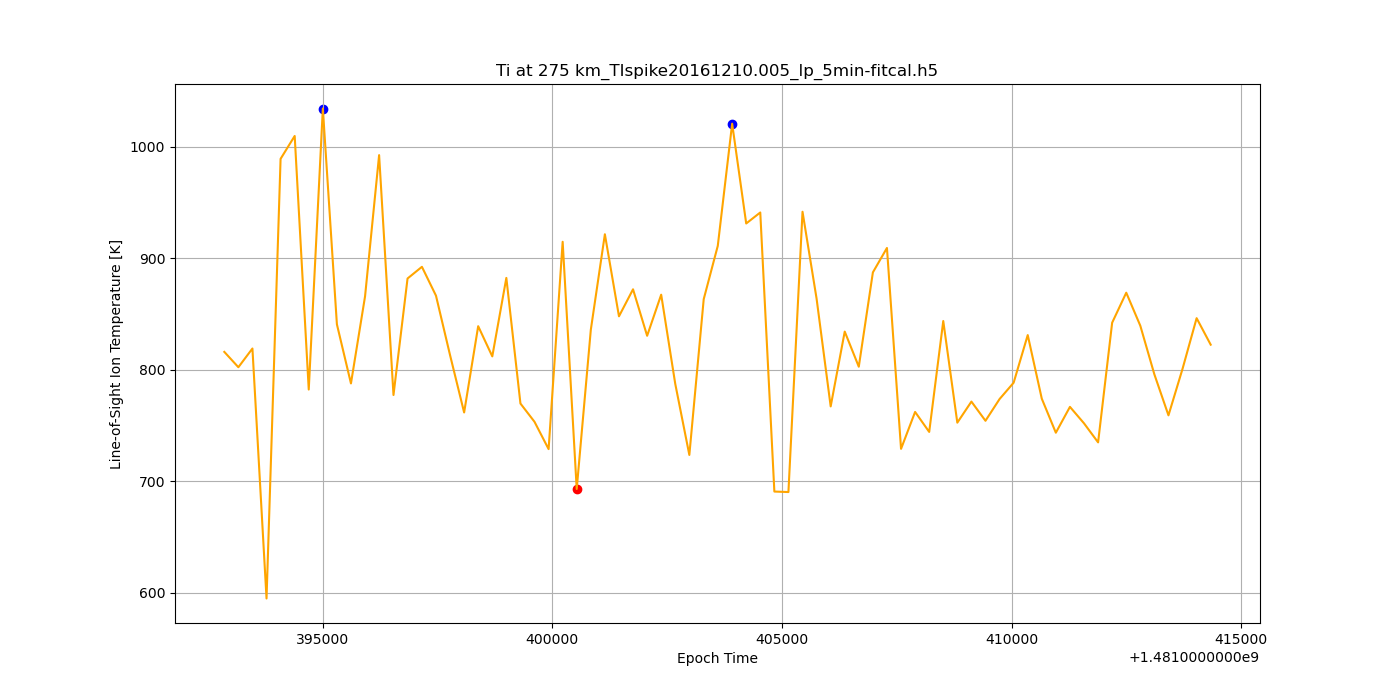 Ti at 275 km_TIspike20161210.005_lp_5min-fitcal.h5
Line-of-Sight Ion Temperature [K]
1000
900
800
700
600
395000 400000 405000 410000 415000
Epoch Time
+1.4810000000e9